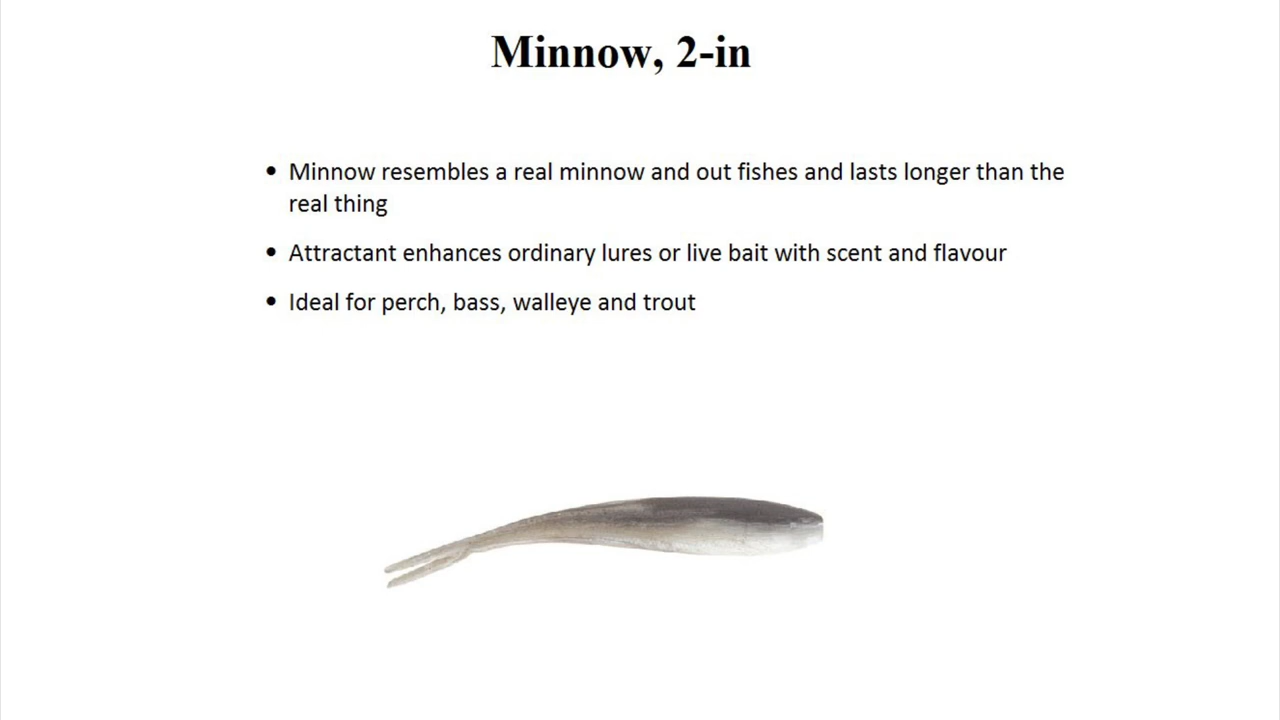 Minnow, 2-in
• Minnow resembles a real minnow and out fishes and lasts longer than the
real thing
• Attractant enhances ordinary lures or live bait with scent and flavour
• Ideal for perch, bass, walleye and trout